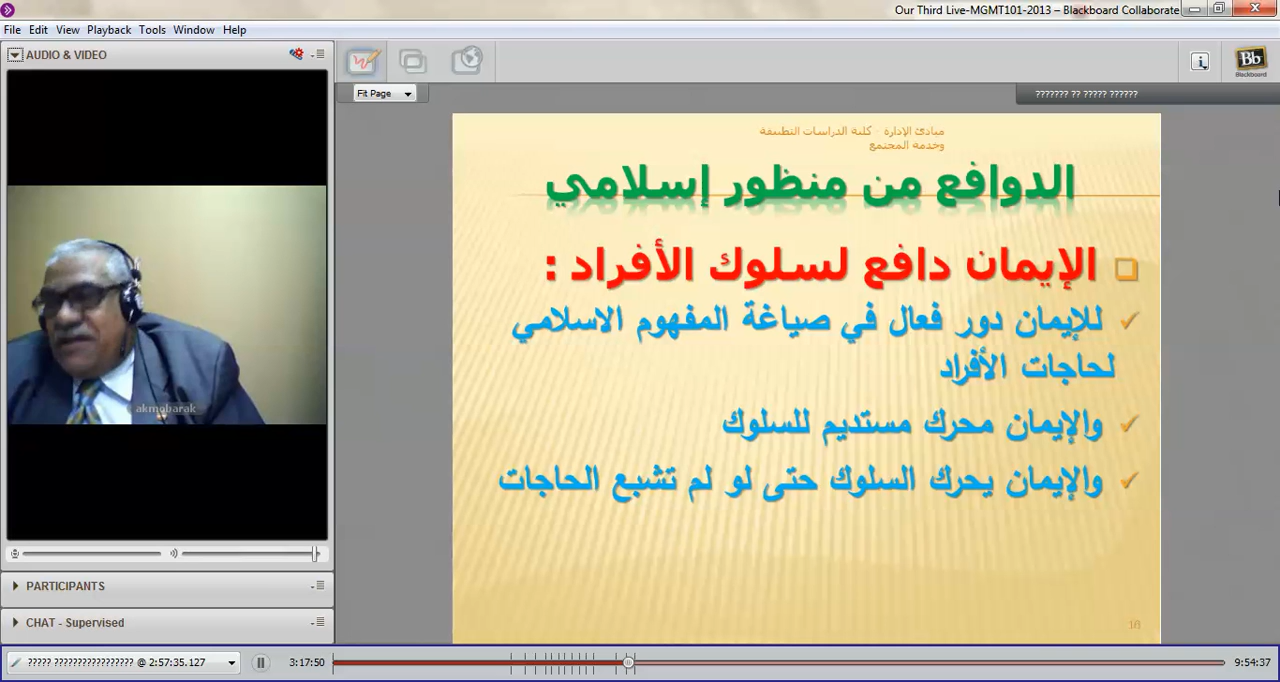 Our Third Live-MGMT101-2013 – Blackboard Collaborate
File Edit View Playback Tools Window Help
AUDIO & VIDEO
Fit Page
??????? ?? ????? ??????
Bb
Blackboard
مبادئ الإدارة - كلية الدراسات التطبيقة
وخدمة المجتمع
الدوافع من منظور إسلامي
الإيمان دافع لسلوك الأفراد :
للإيمان دور فعال في صياغة المفهوم الاسلامي
لحاجات الأفراد
والإيمان محرك مستديم للسلوك
والإيمان يحرك السلوك حتى لو لم تشبع الحاجات
10
akmobarak
PARTICIPANTS
CHAT - Supervised
????? ????????????????? @ 2:57:35.127
3:17:50
9:54:37